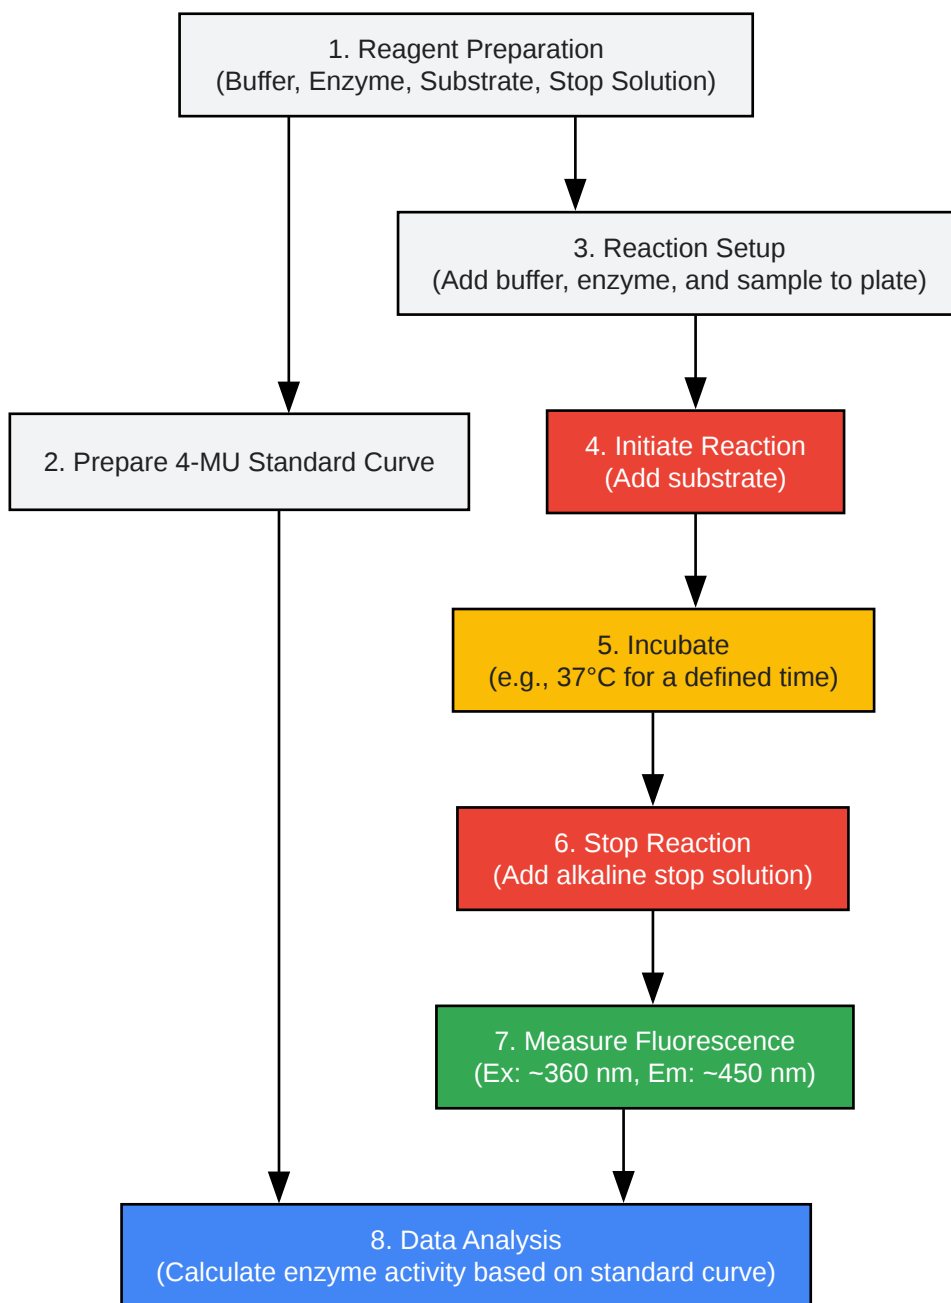 1. Reagent Preparation
(Buffer, Enzyme, Substrate, Stop Solution)
3. Reaction Setup
(Add buffer, enzyme, and sample to plate)
2. Prepare 4-MU Standard Curve
4. Initiate Reaction
(Add substrate)
5. Incubate
(e.g., 37°C for a defined time)
6. Stop Reaction
(Add alkaline stop solution)
7. Measure Fluorescence
(Ex: ~360 nm, Em: ~450 nm)
8. Data Analysis
(Calculate enzyme activity based on standard curve)